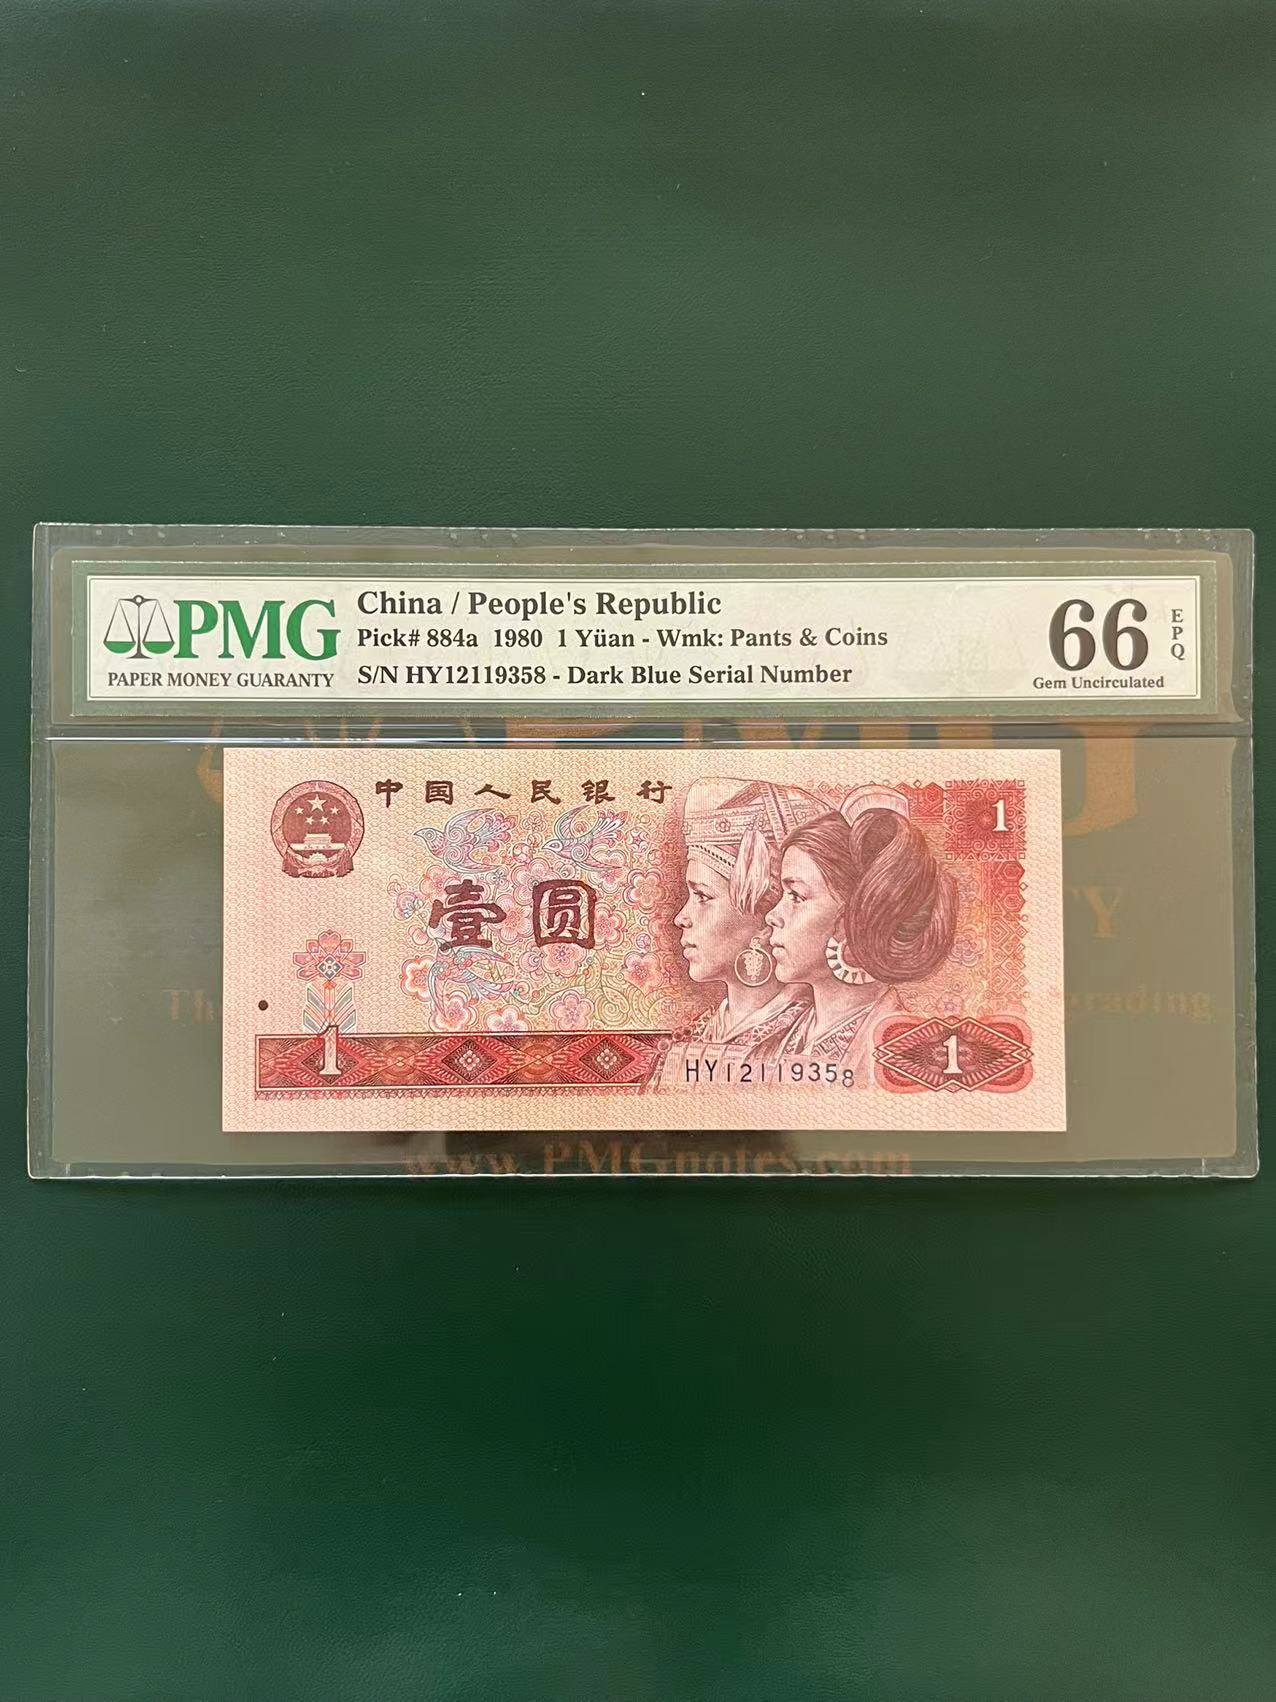 PMG
PAPER MONEY GUARANTY
China / People's Republic
Pick# 884a 1980 1 Yüan - Wmk: Pants & Coins
S/N HY12119358 - Dark Blue Serial Number
66
EPQ
Gem Uncirculated
中国人民银行
1
壹圆
1
HY12119358
1
grading
www.PMGnotes.com